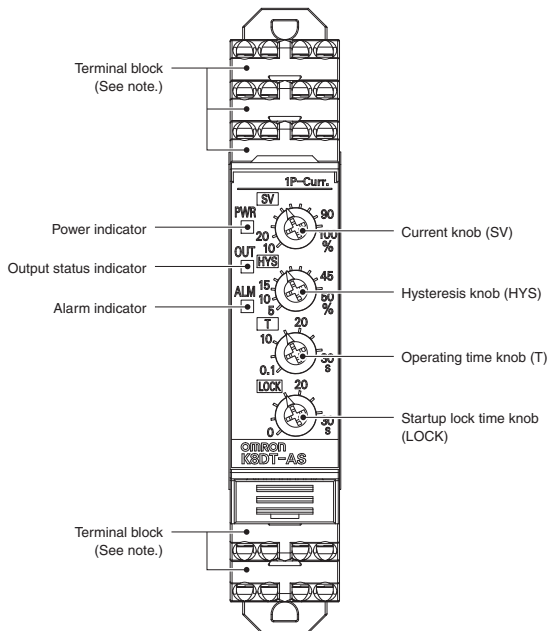 Terminal block
(See note.)
1P-Curr.
SV
PWR
90
20
100
10
%
Power indicator
Current knob (SV)
OUT
HYS
Output status indicator
45
15
ALM
10
50
5
%
Hysteresis knob (HYS)
Alarm indicator
T
20
10
0.1
30
s
Operating time knob (T)
LOCK
20
0
30
s
Startup lock time knob
(LOCK)
OMRON
K8DT-AS
Terminal block
(See note.)